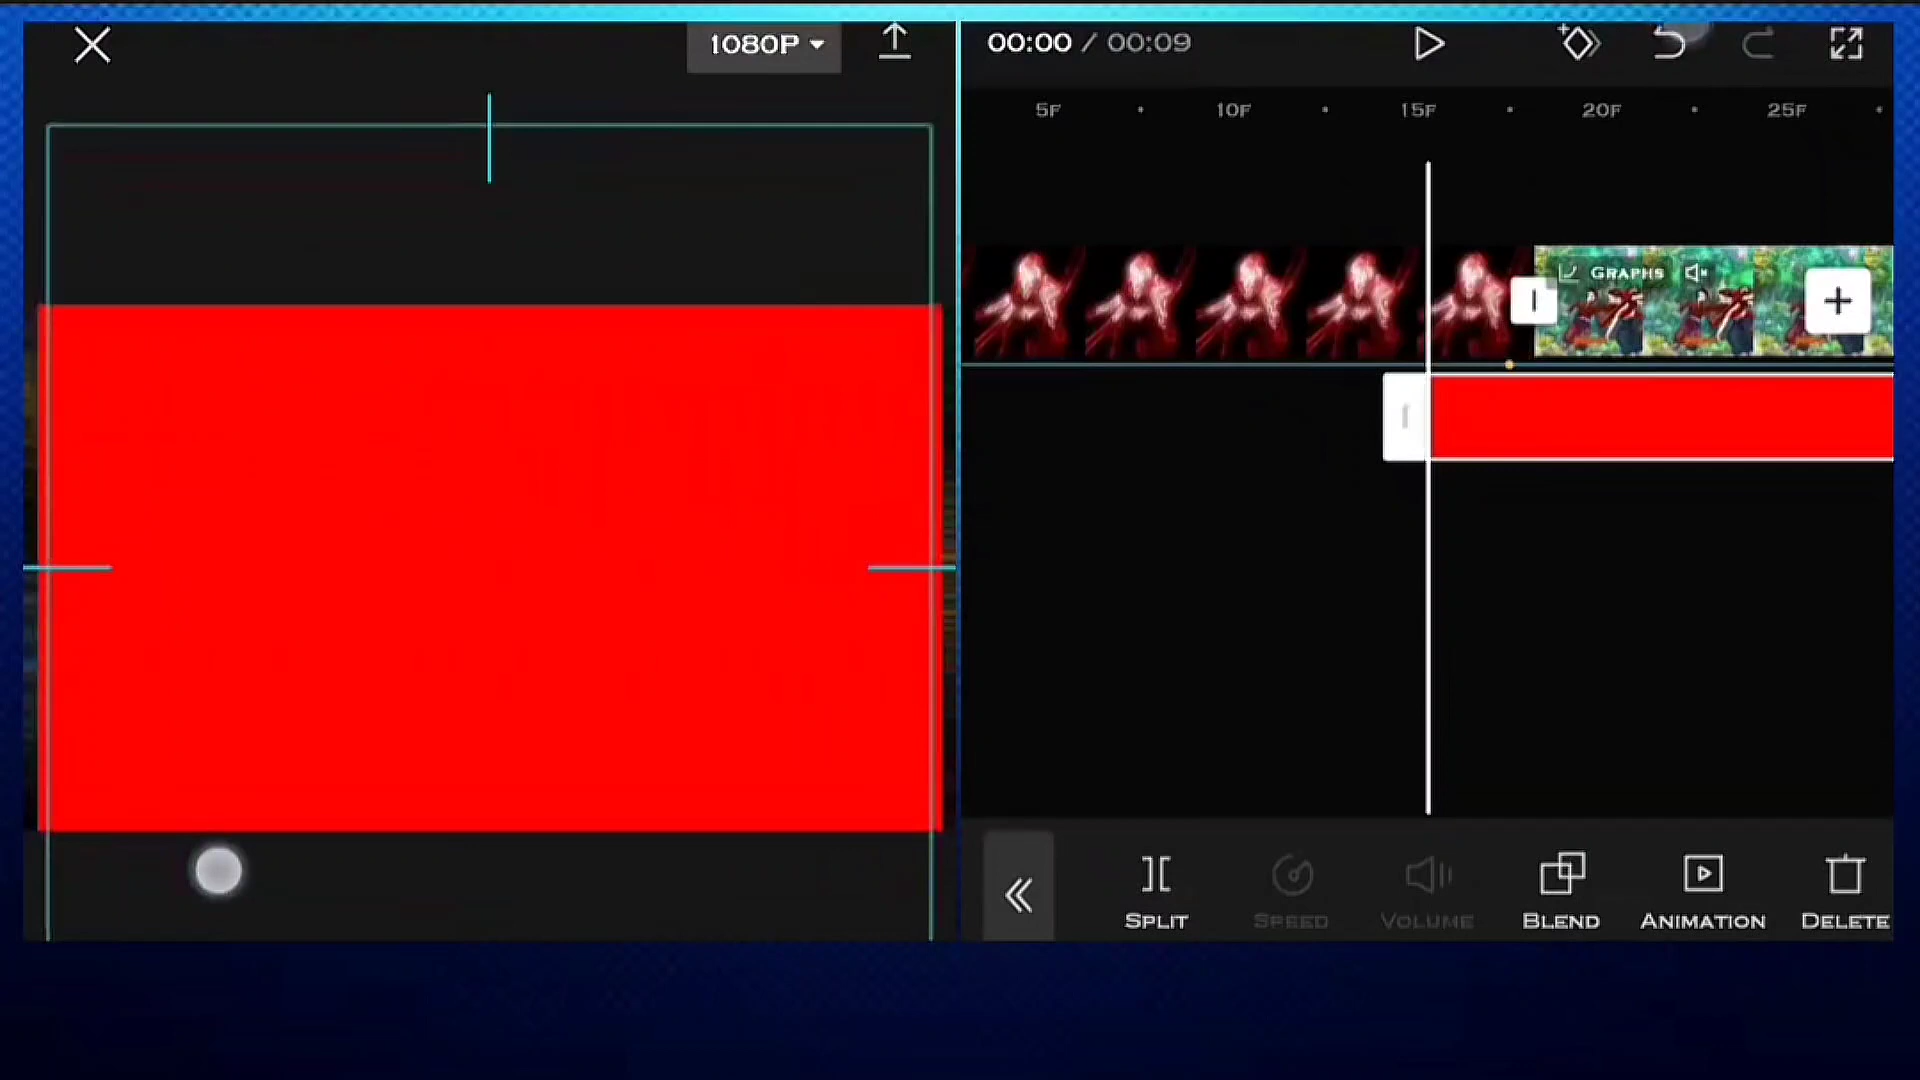 1080P
00:00 / 00:09
5F 10F 15F 20F 25F
GRAPHS
SPLIT SPEED VOLUME BLEND ANIMATION DELETE